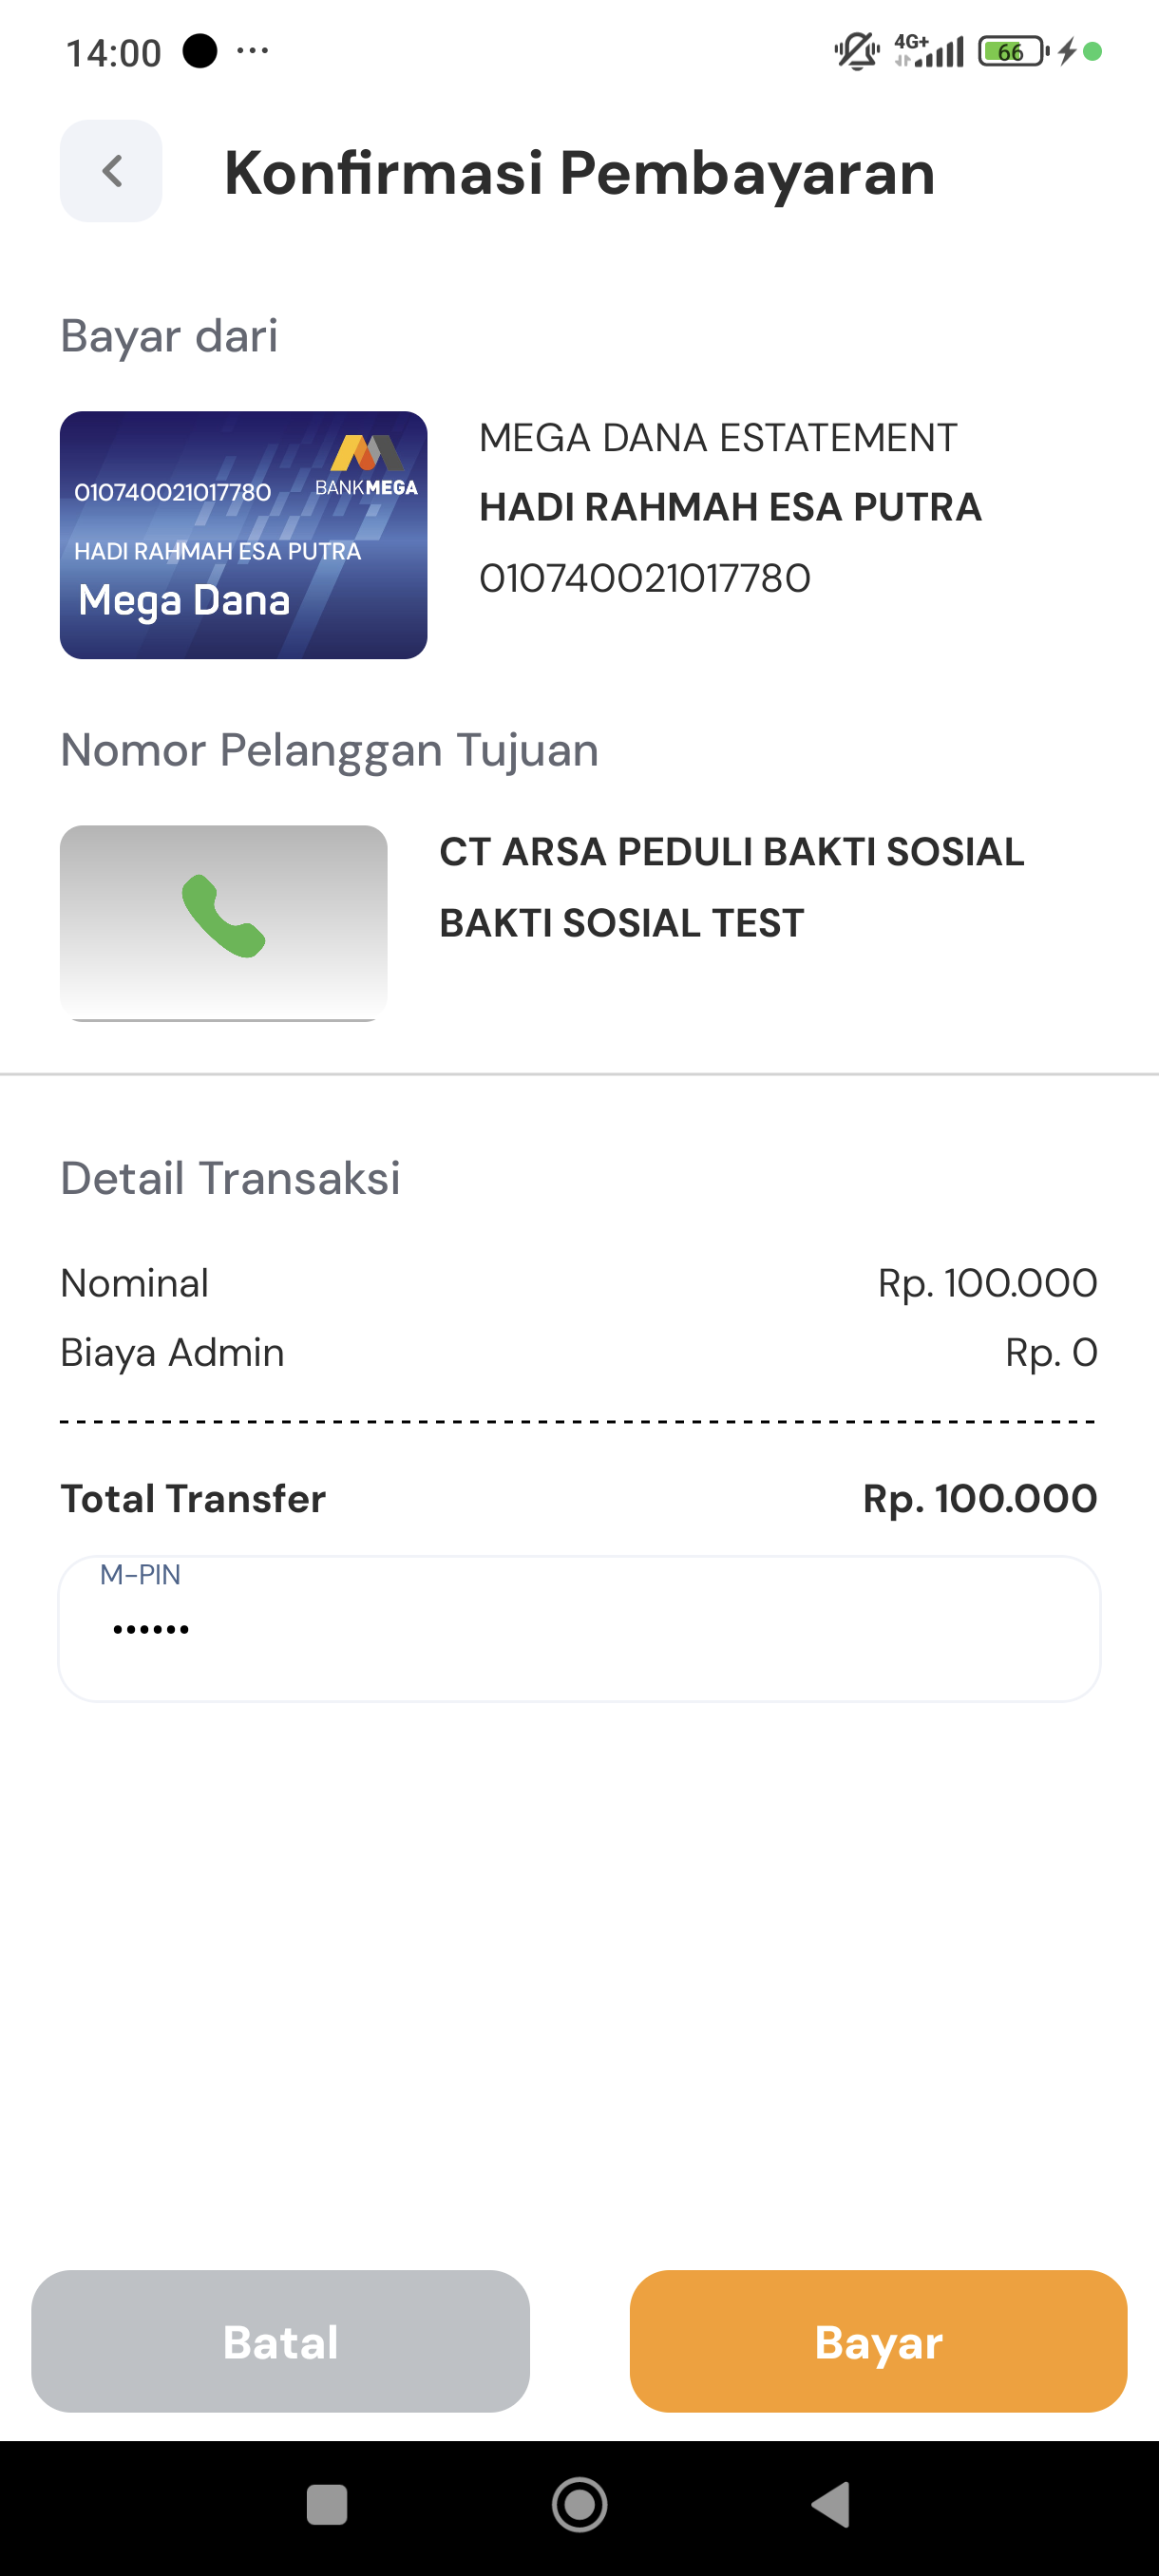 14:00
4G+
66
Konfirmasi Pembayaran
Bayar dari
BANKMEGA
010740021017780
HADI RAHMAH ESA PUTRA
Mega Dana
MEGA DANA ESTATEMENT
HADI RAHMAH ESA PUTRA
010740021017780
Nomor Pelanggan Tujuan
CT ARSA PEDULI BAKTI SOSIAL
BAKTI SOSIAL TEST
Detail Transaksi
Nominal Rp. 100.000
Biaya Admin Rp. 0
Total Transfer Rp. 100.000
M-PIN
••••••
Batal
Bayar